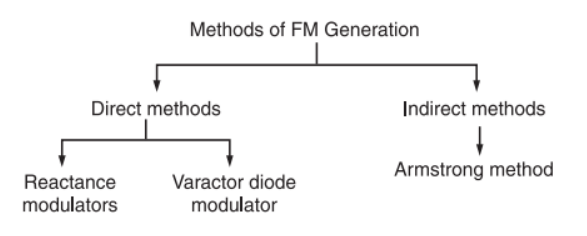 Methods of FM Generation
Direct methods
Indirect methods
Reactance
modulators
Varactor diode
modulator
Armstrong method